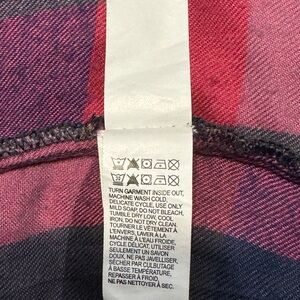 TURN GARMENT INSIDE OUT,
MACHINE WASH COLD,
DELICATE CYCLE, USE ONLY
MILD SOAP, DO NOT BLEACH,
TUMBLE DRY LOW, COOL
IRON, DO NOT DRY CLEAN.
TOURNER LE VÊTEMENT À
L'ENVERS, LAVER À LA
MACHINE À L'EAU FROIDE,
CYCLE DÉLICAT, UTILISER
UNIQUEMENT UN SAVON
DOUX, NE PAS JAVELISER,
SÉCHER PAR CULBUTAGE
À BASSE TEMPÉRATURE,
REPASSER À FROID,
NE PAS NETTOYER À SEC.